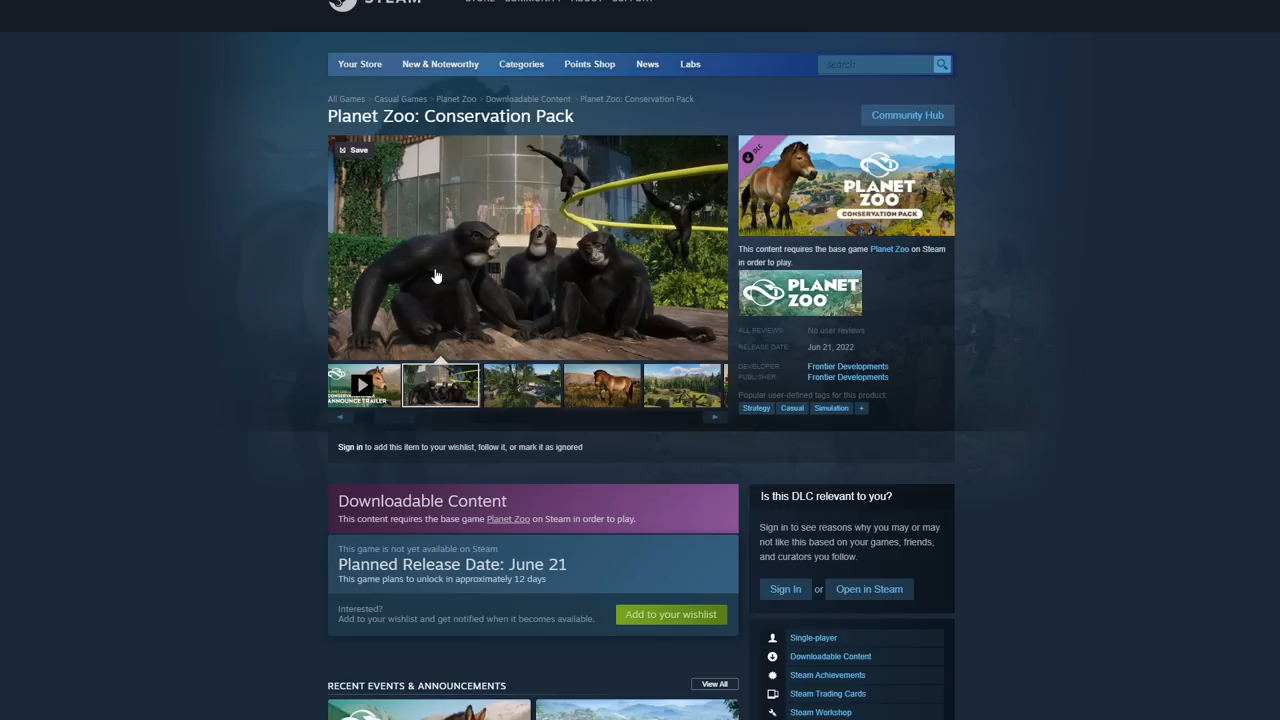 STEAM
STORE COMMUNITY ABOUT SUPPORT
Your Store New & Noteworthy Categories Points Shop News Labs search
All Games > Casual Games > Planet Zoo > Downloadable Content > Planet Zoo: Conservation Pack
Planet Zoo: Conservation Pack
Community Hub
Save
DLC
PLANET
ZOO
CONSERVATION PACK
This content requires the base game Planet Zoo on Steam
in order to play.
PLANET
ZOO
ALL REVIEWS: No user reviews
RELEASE DATE: Jun 21, 2022
DEVELOPER: Frontier Developments
PUBLISHER: Frontier Developments
Popular user-defined tags for this product:
Strategy Casual Simulation +
ANNOUNCE TRAILER
Sign in to add this item to your wishlist, follow it, or mark it as ignored
Downloadable Content
This content requires the base game Planet Zoo on Steam in order to play.
This game is not yet available on Steam
Planned Release Date: June 21
This game plans to unlock in approximately 12 days
Interested?
Add to your wishlist and get notified when it becomes available.
Add to your wishlist
Is this DLC relevant to you?
Sign in to see reasons why you may or may
not like this based on your games, friends,
and curators you follow.
Sign In or Open in Steam
Single-player
Downloadable Content
Steam Achievements
Steam Trading Cards
Steam Workshop
RECENT EVENTS & ANNOUNCEMENTS View All